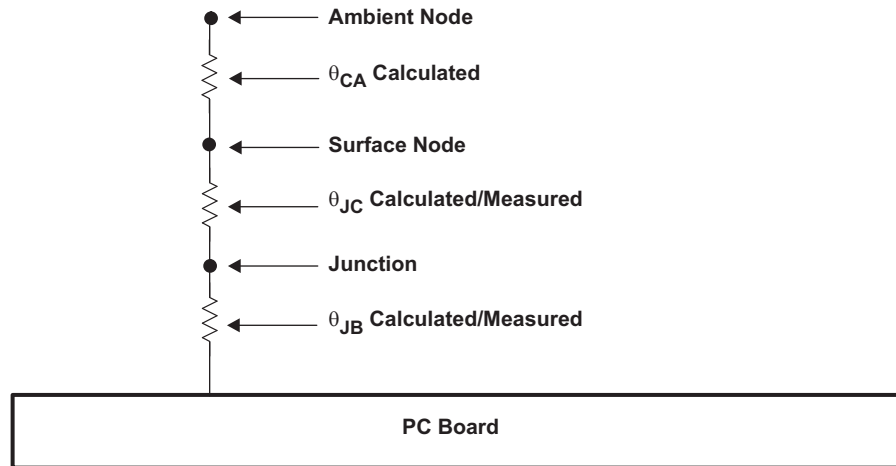 Ambient Node
θCA Calculated
Surface Node
θJC Calculated/Measured
Junction
θJB Calculated/Measured
PC Board